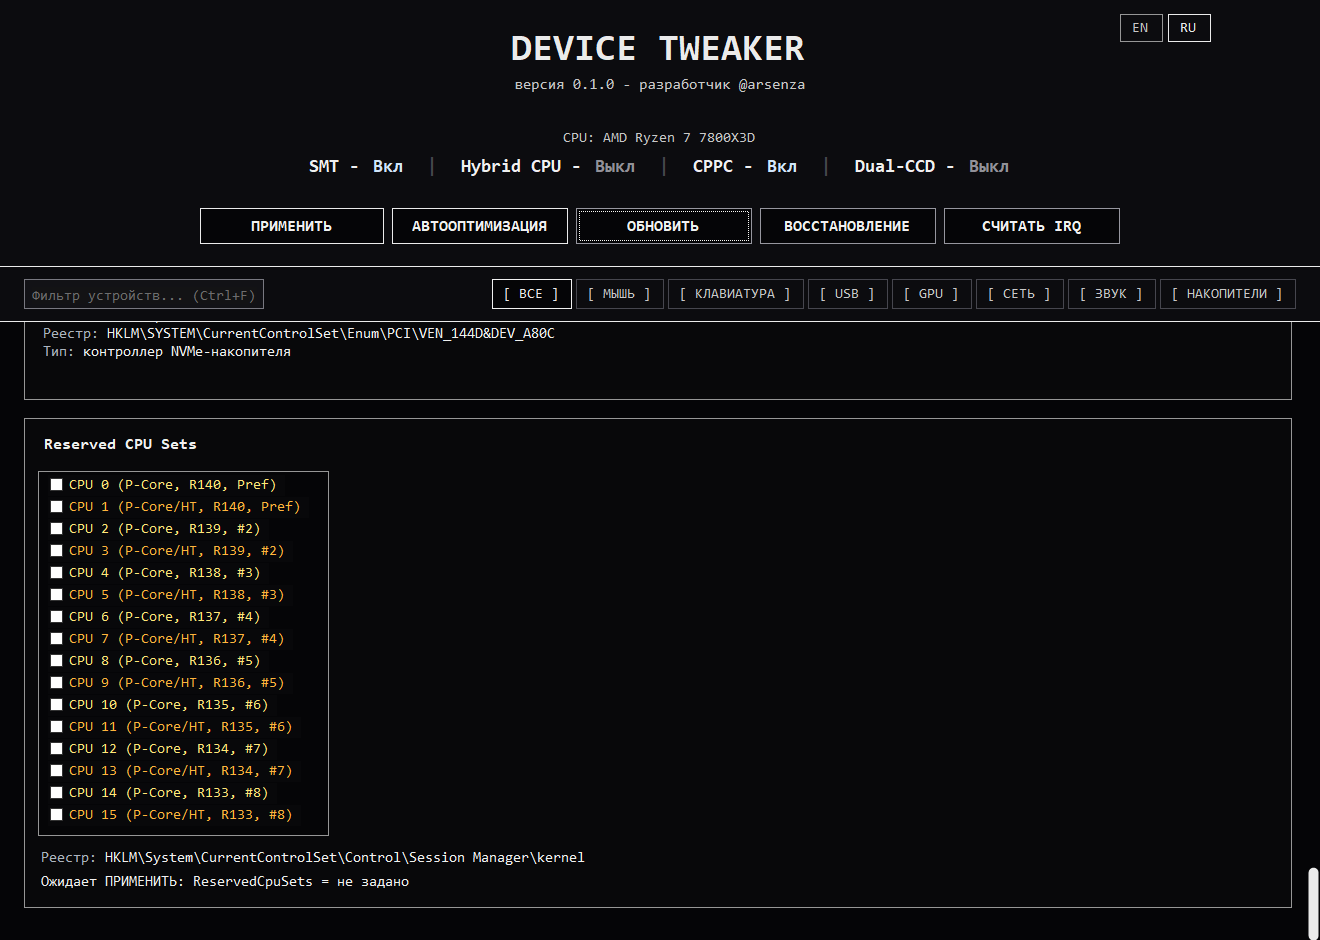 EN RU
DEVICE TWEAKER
версия 0.1.0 - разработчик @arsenza
CPU: AMD Ryzen 7 7800X3D
SMT - Вкл | Hybrid CPU - Выкл | CPPC - Вкл | Dual-CCD - Выкл
ПРИМЕНИТЬ АВТООПТИМИЗАЦИЯ ОБНОВИТЬ ВОССТАНОВЛЕНИЕ СЧИТАТЬ IRQ
Фильтр устройств... (Ctrl+F) [ ВСЕ ] [ МЫШЬ ] [ КЛАВИАТУРА ] [ USB ] [ GPU ] [ СЕТЬ ] [ ЗВУК ] [ НАКОПИТЕЛИ ]
Реестр: HKLM\SYSTEM\CurrentControlSet\Enum\PCI\VEN_144D&DEV_A80C
Тип: контроллер NVMe-накопителя
Reserved CPU Sets
CPU 0 (P-Core, R140, Pref)
CPU 1 (P-Core/HT, R140, Pref)
CPU 2 (P-Core, R139, #2)
CPU 3 (P-Core/HT, R139, #2)
CPU 4 (P-Core, R138, #3)
CPU 5 (P-Core/HT, R138, #3)
CPU 6 (P-Core, R137, #4)
CPU 7 (P-Core/HT, R137, #4)
CPU 8 (P-Core, R136, #5)
CPU 9 (P-Core/HT, R136, #5)
CPU 10 (P-Core, R135, #6)
CPU 11 (P-Core/HT, R135, #6)
CPU 12 (P-Core, R134, #7)
CPU 13 (P-Core/HT, R134, #7)
CPU 14 (P-Core, R133, #8)
CPU 15 (P-Core/HT, R133, #8)
Реестр: HKLM\System\CurrentControlSet\Control\Session Manager\kernel
Ожидает ПРИМЕНИТЬ: ReservedCpuSets = не задано